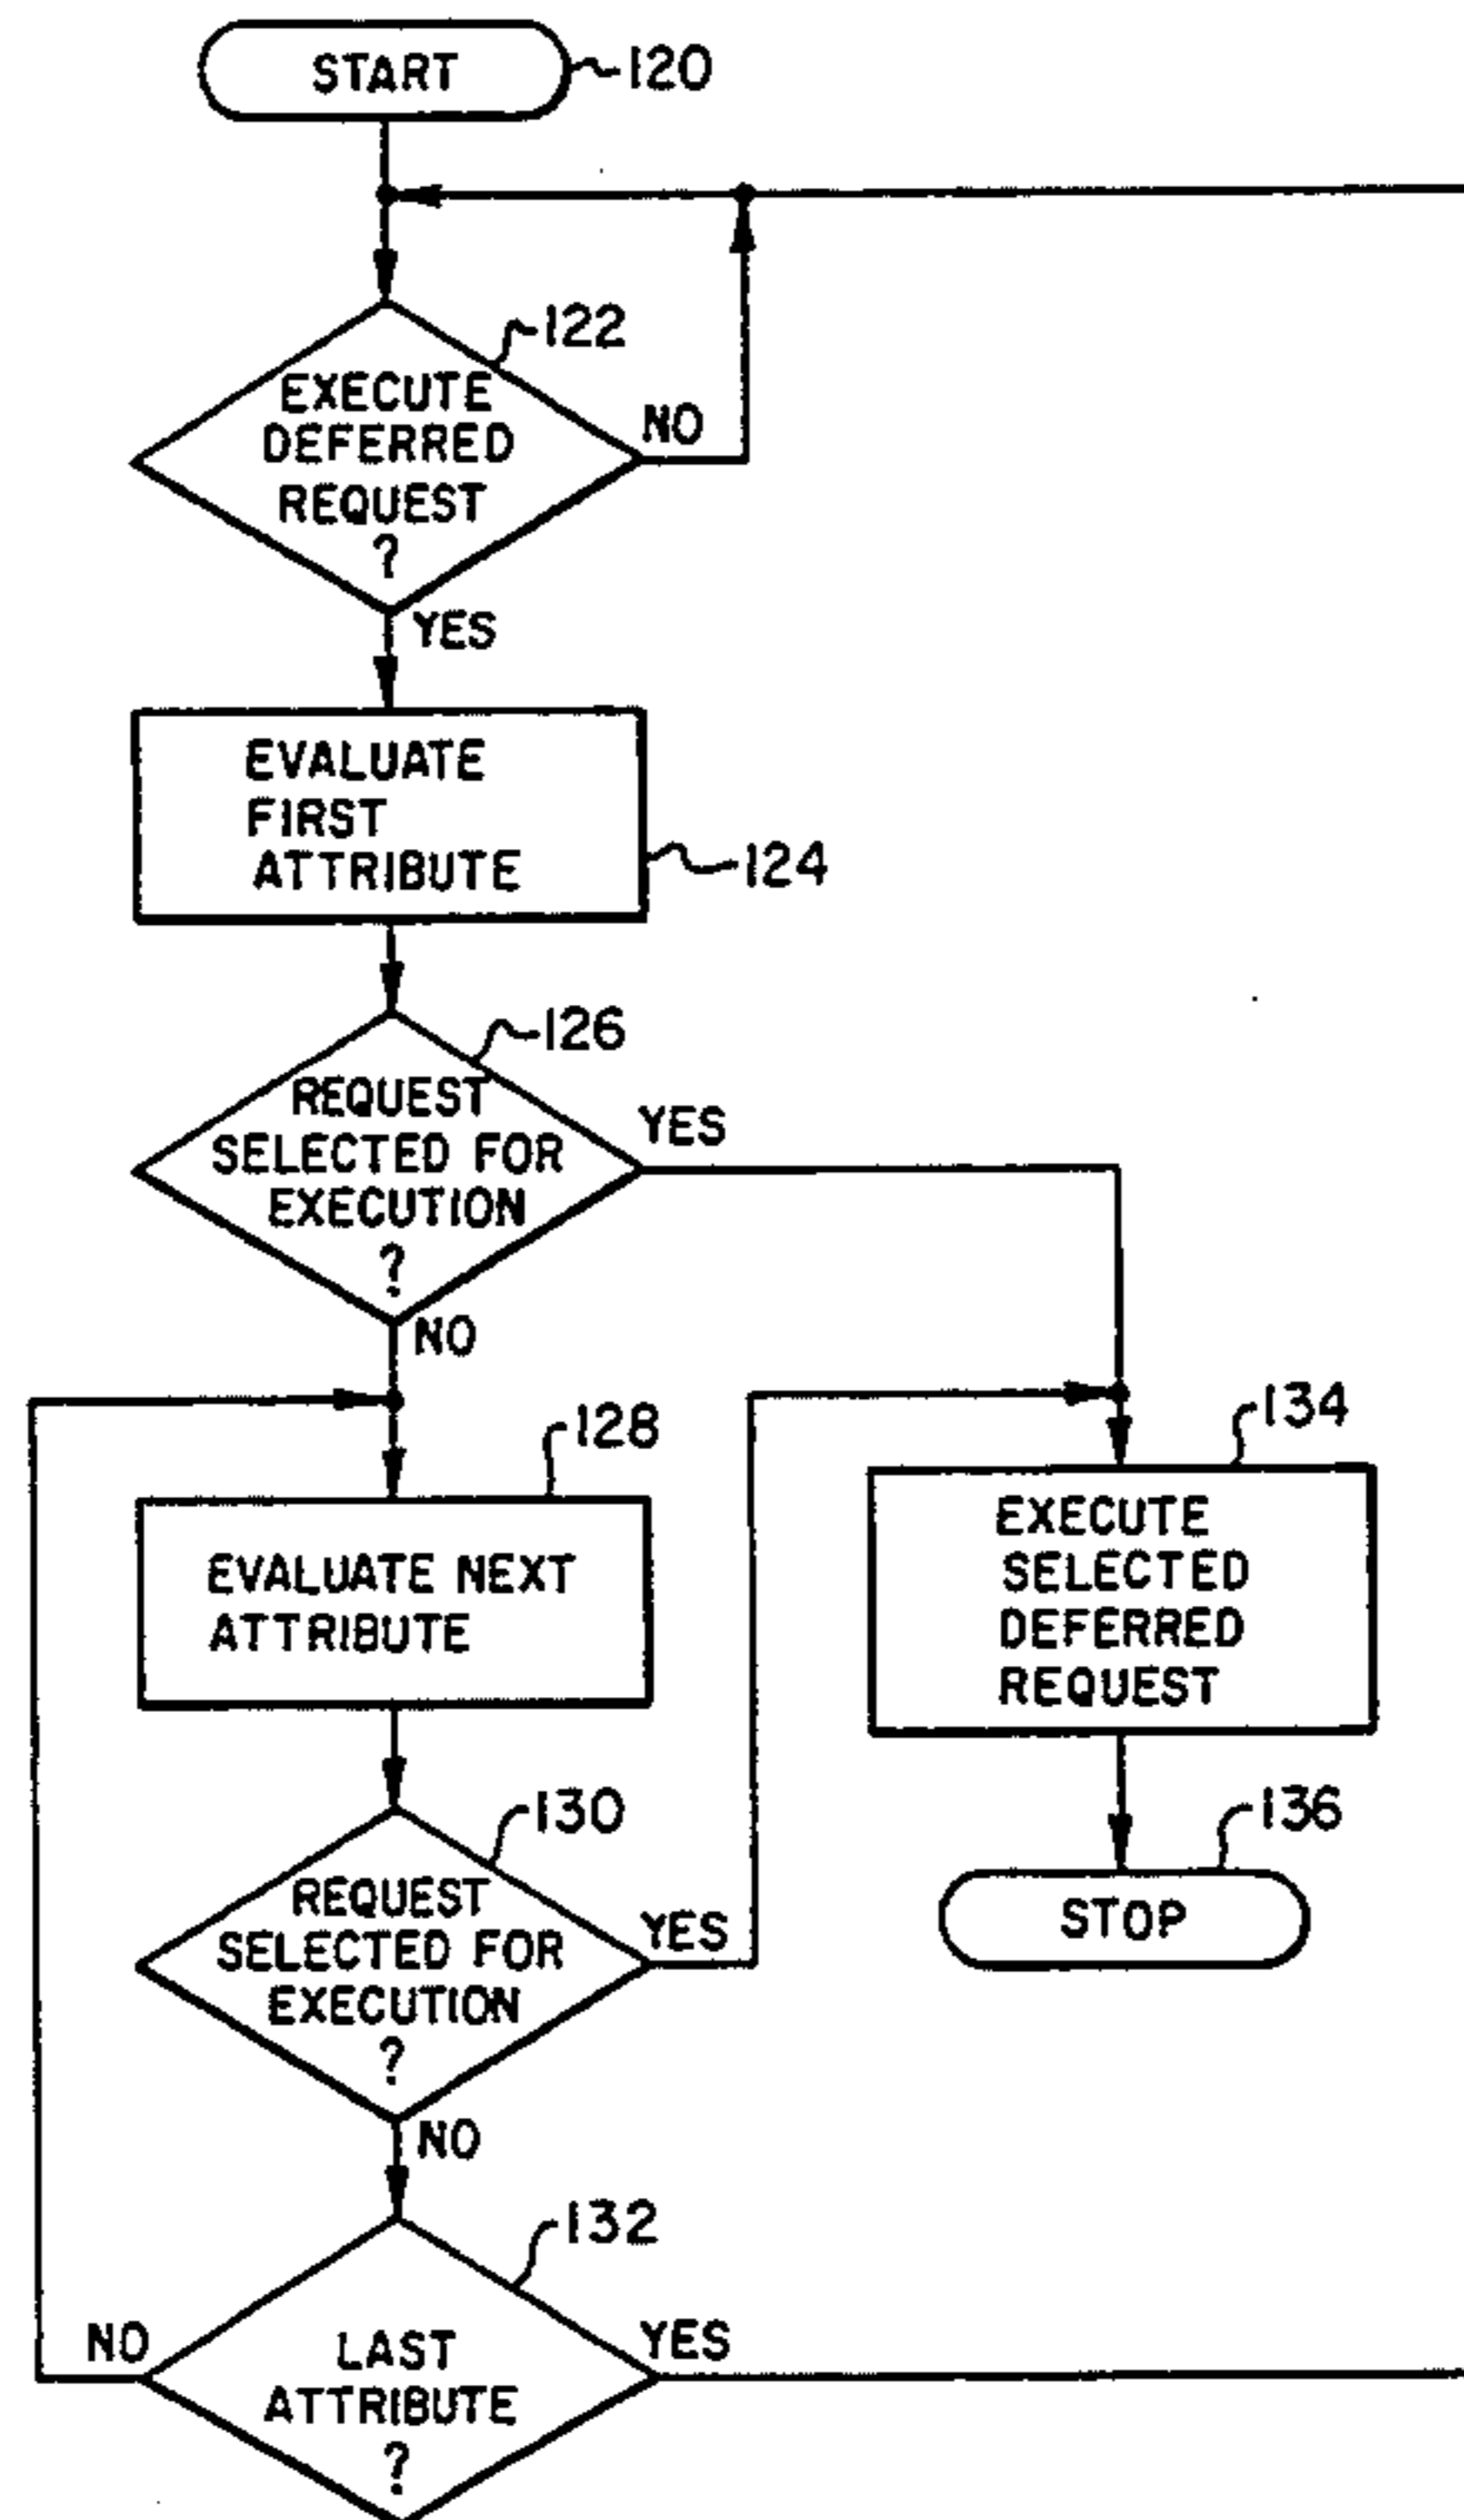 START
120
122
EXECUTE
DEFERRED
REQUEST
?
NO
YES
EVALUATE
FIRST
ATTRIBUTE
124
126
REQUEST
SELECTED FOR
EXECUTION
?
YES
NO
128
EVALUATE NEXT
ATTRIBUTE
134
EXECUTE
SELECTED
DEFERRED
REQUEST
130
REQUEST
SELECTED FOR
EXECUTION
?
YES
NO
136
STOP
132
LAST
ATTRIBUTE
?
NO
YES